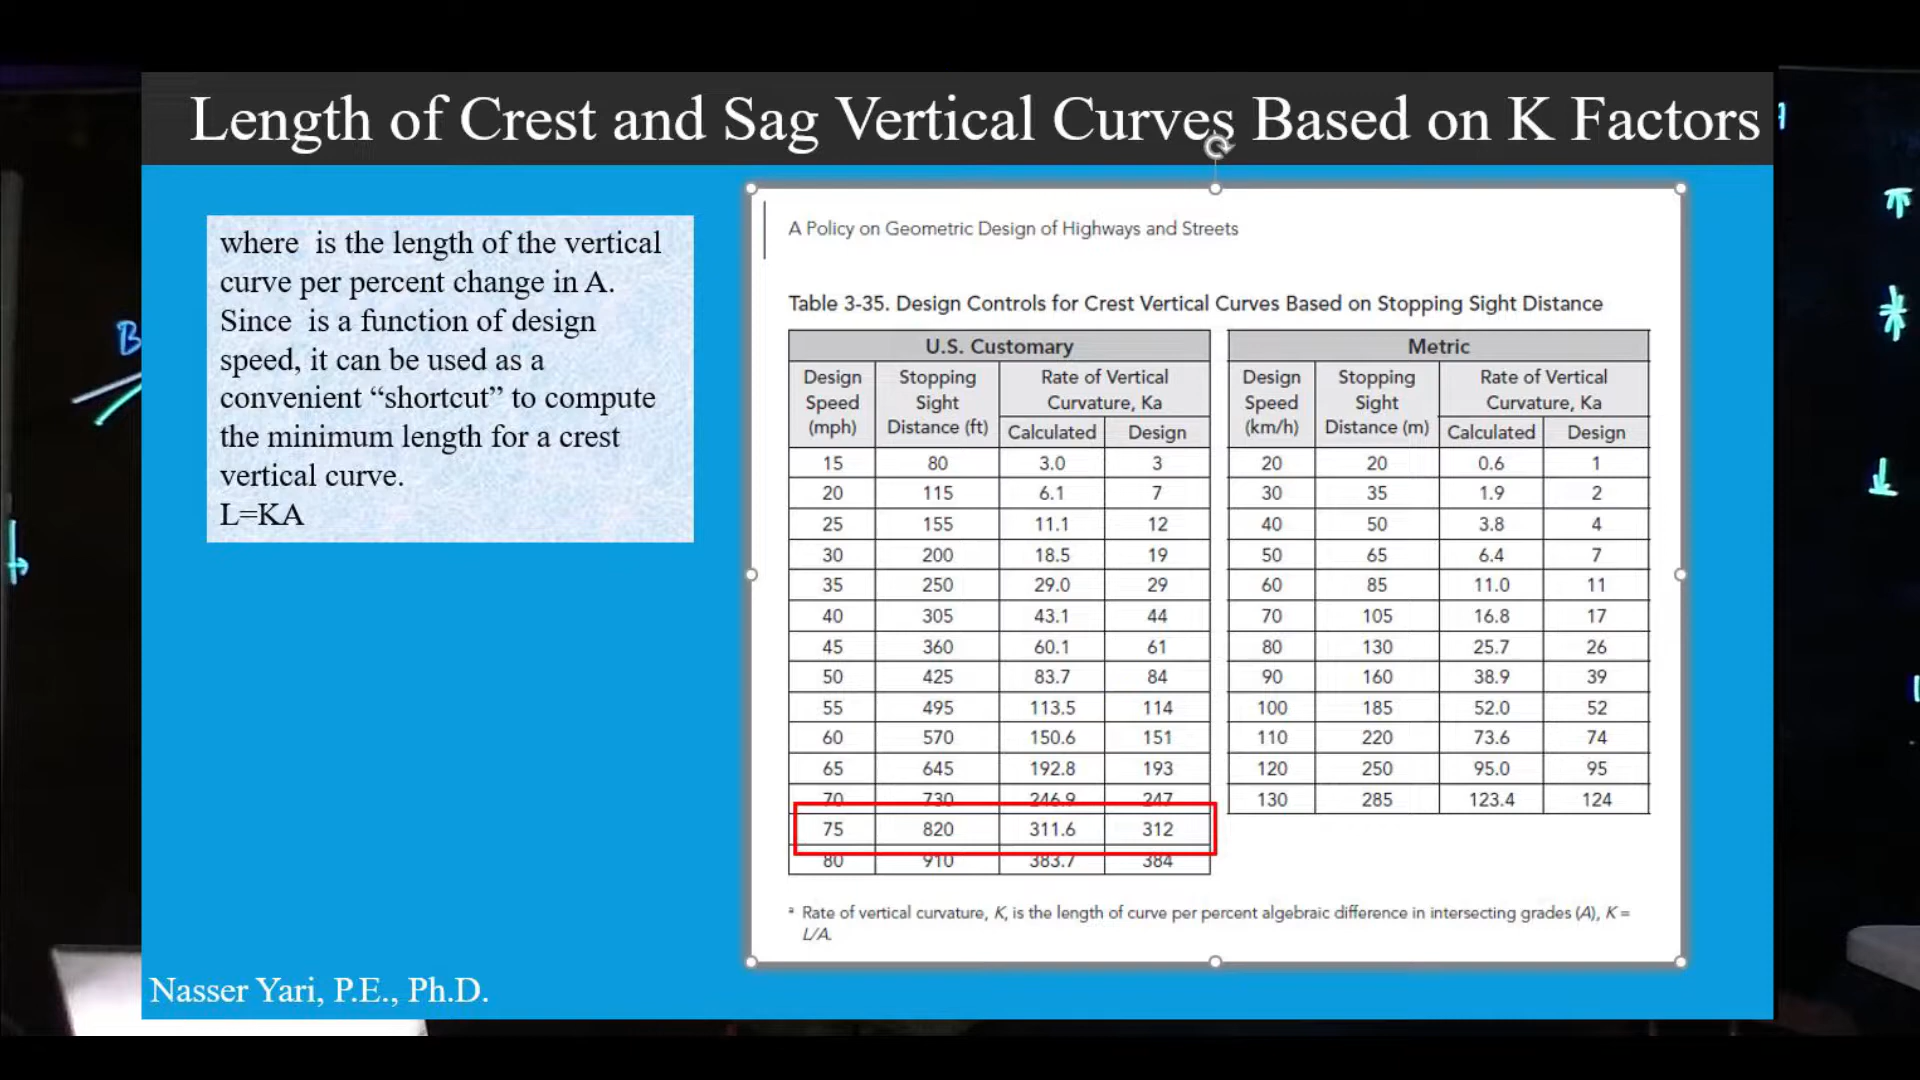 Length of Crest and Sag Vertical Curves Based on K Factors
where  is the length of the vertical
curve per percent change in A.
Since  is a function of design
speed, it can be used as a
convenient “shortcut” to compute
the minimum length for a crest
vertical curve.
L=KA
A Policy on Geometric Design of Highways and Streets
Table 3-35. Design Controls for Crest Vertical Curves Based on Stopping Sight Distance
U.S. Customary
Design Speed (mph) Stopping Sight Distance (ft) Rate of Vertical Curvature, Ka
Calculated Design
15 80 3.0 3
20 115 6.1 7
25 155 11.1 12
30 200 18.5 19
35 250 29.0 29
40 305 43.1 44
45 360 60.1 61
50 425 83.7 84
55 495 113.5 114
60 570 150.6 151
65 645 192.8 193
70 730 246.9 247
75 820 311.6 312
80 910 383.7 384
Metric
Design Speed (km/h) Stopping Sight Distance (m) Rate of Vertical Curvature, Ka
Calculated Design
20 20 0.6 1
30 35 1.9 2
40 50 3.8 4
50 65 6.4 7
60 85 11.0 11
70 105 16.8 17
80 130 25.7 26
90 160 38.9 39
100 185 52.0 52
110 220 73.6 74
120 250 95.0 95
130 285 123.4 124
a Rate of vertical curvature, K, is the length of curve per percent algebraic difference in intersecting grades (A), K =
L/A.
Nasser Yari, P.E., Ph.D.
B